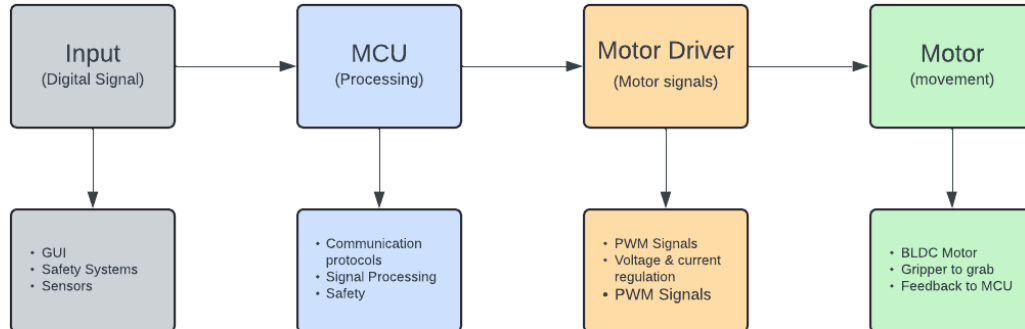 Input
(Digital Signal)
MCU
(Processing)
Motor Driver
(Motor signals)
Motor
(movement)
• GUI
• Safety Systems
• Sensors
• Communication
protocols
• Signal Processing
• Safety
• PWM Signals
• Voltage & current
regulation
• PWM Signals
• BLDC Motor
• Gripper to grab
• Feedback to MCU